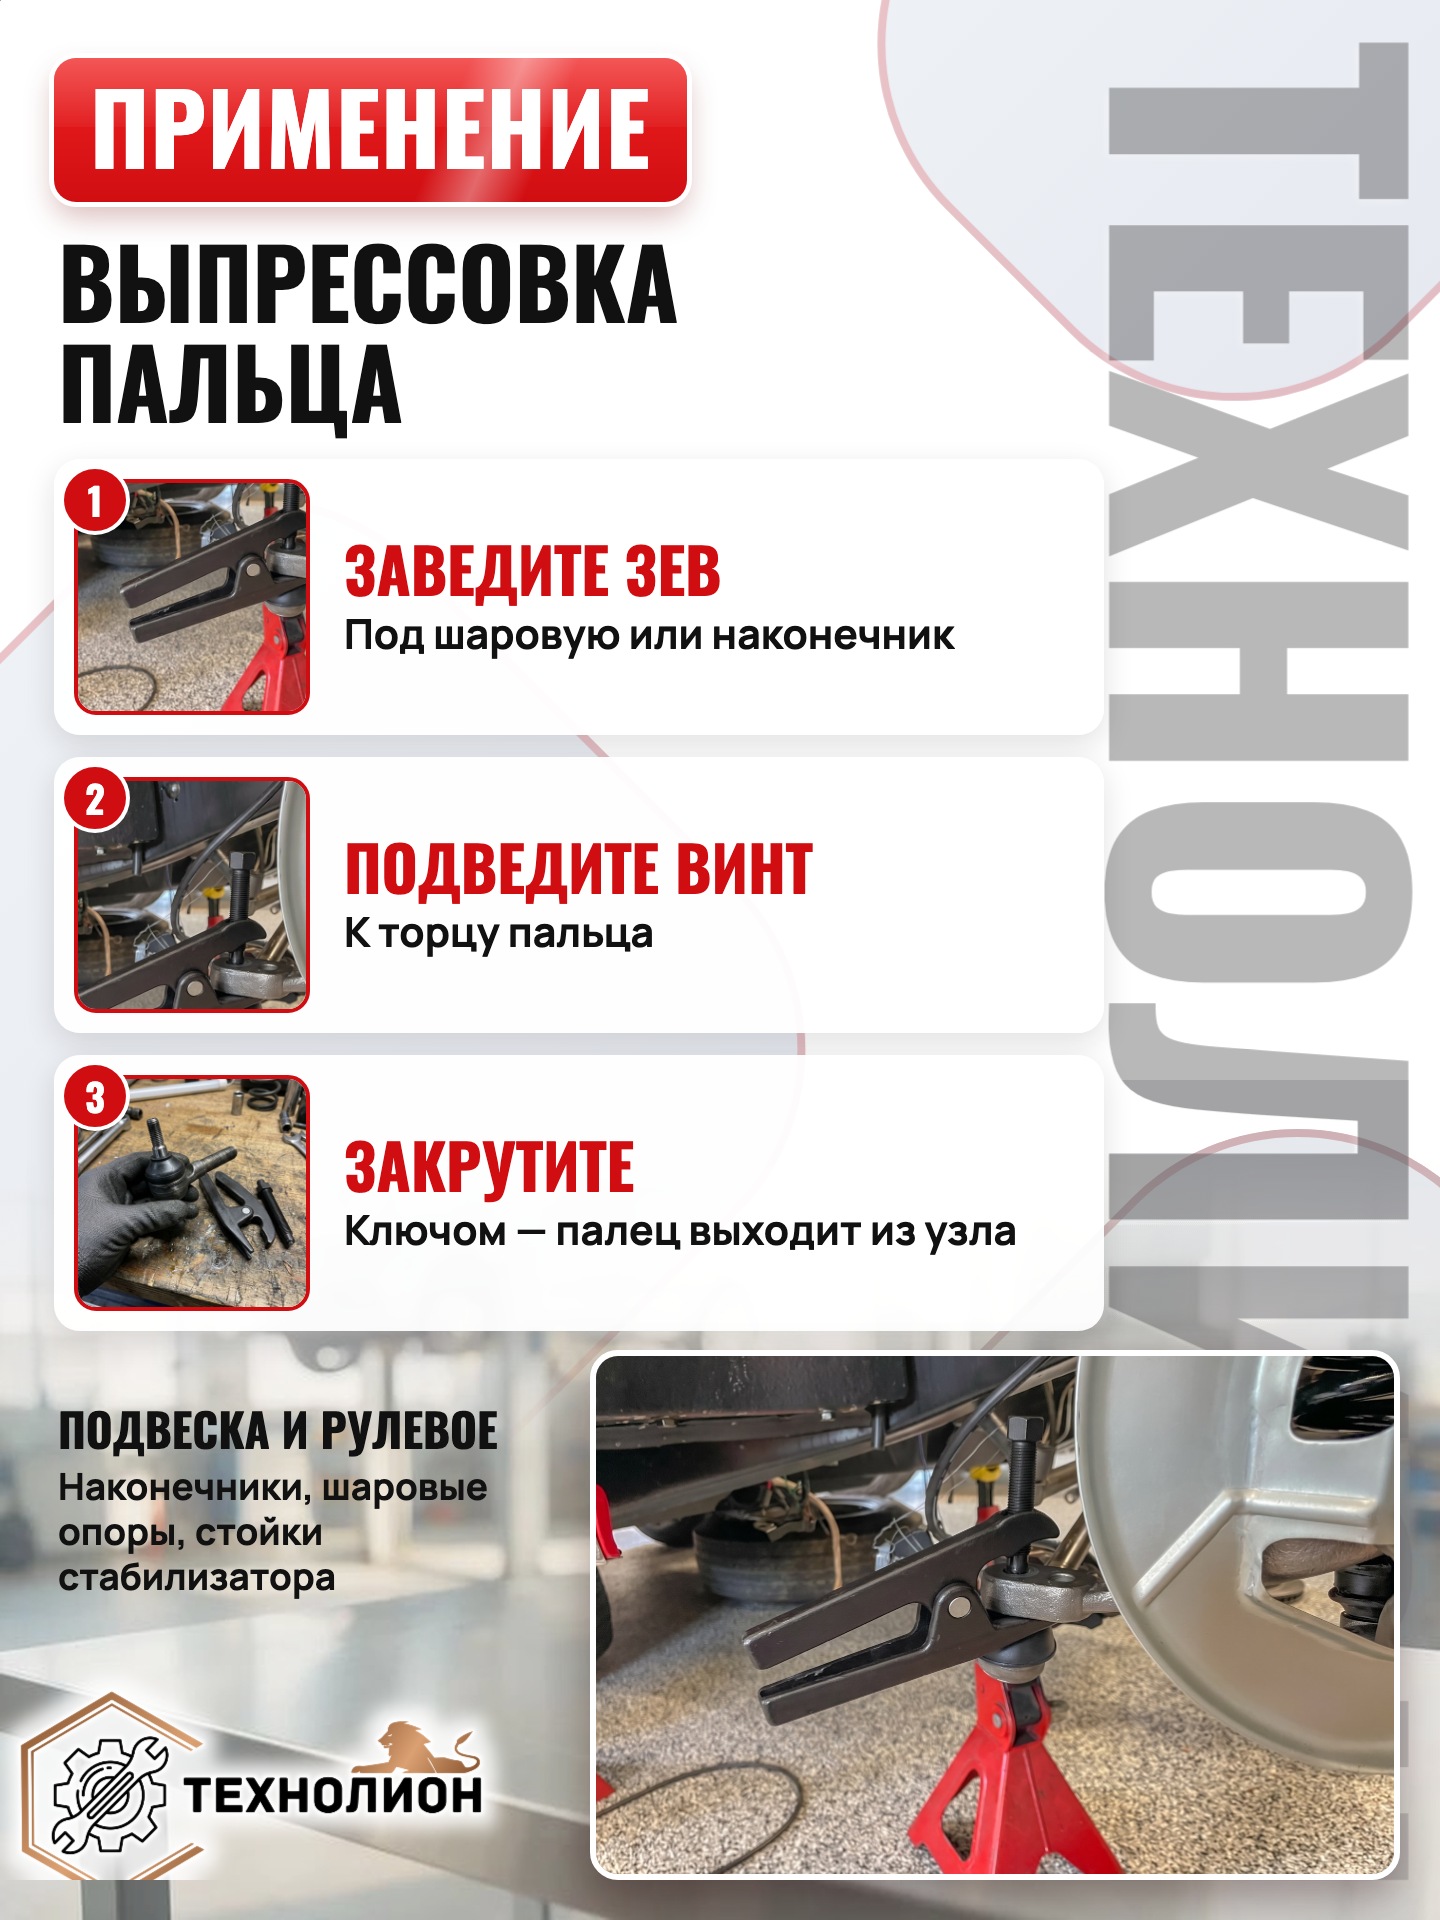 ПРИМЕНЕНИЕ
ВЫПРЕССОВКА
ПАЛЬЦА
1
ЗАВЕДИТЕ ЗЕВ
Под шаровую или наконечник
2
ПОДВЕДИТЕ ВИНТ
К торцу пальца
3
ЗАКРУТИТЕ
Ключом — палец выходит из узла
ПОДВЕСКА И РУЛЕВОЕ
Наконечники, шаровые
опоры, стойки
стабилизатора
ТЕХНОЛИОН
ТЕХНОЛИ